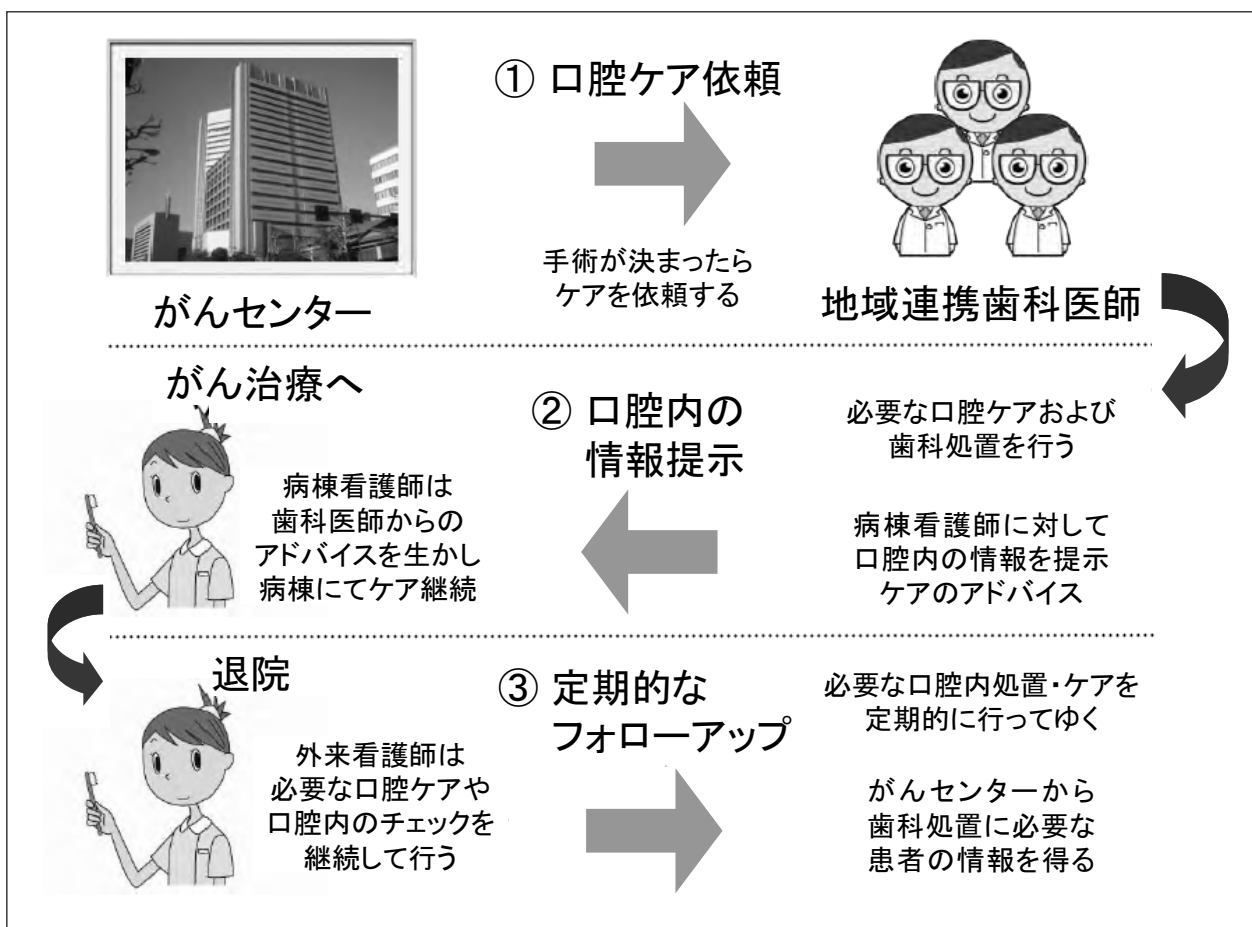 ① 口腔ケア依頼
手術が決まったら
ケアを依頼する
がんセンター
地域連携歯科医師
がん治療へ
病棟看護師は
歯科医師からの
アドバイスを生かし
病棟にてケア継続
② 口腔内の
情報提示
必要な口腔ケアおよび
歯科処置を行う
病棟看護師に対して
口腔内の情報を提示
ケアのアドバイス
退院
外来看護師は
必要な口腔ケアや
口腔内のチェックを
継続して行う
③ 定期的な
フォローアップ
必要な口腔内処置・ケアを
定期的に行ってゆく
がんセンターから
歯科処置に必要な
患者の情報を得る